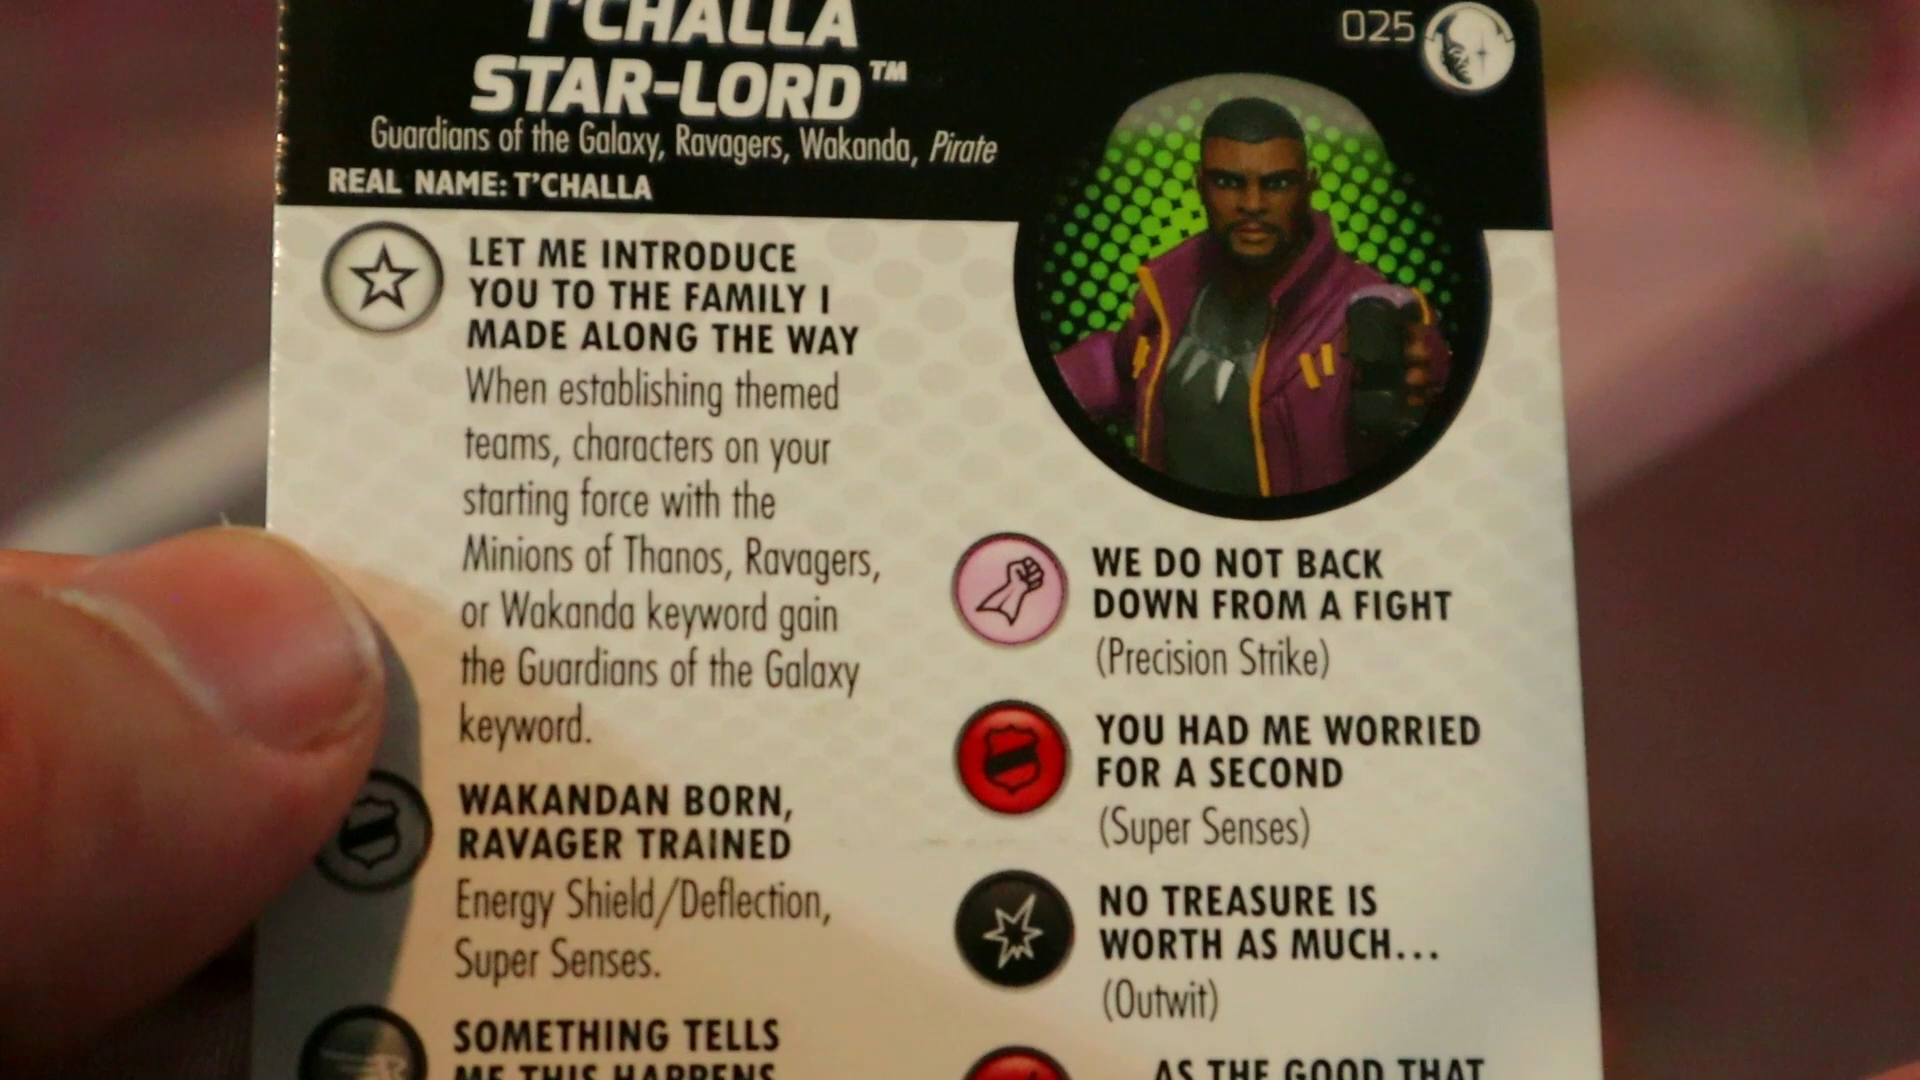 T'CHALLA
STAR-LORD™
025
Guardians of the Galaxy, Ravagers, Wakanda, Pirate
REAL NAME: T'CHALLA
LET ME INTRODUCE
YOU TO THE FAMILY I
MADE ALONG THE WAY
When establishing themed
teams, characters on your
starting force with the
Minions of Thanos, Ravagers,
or Wakanda keyword gain
the Guardians of the Galaxy
keyword.
WAKANDAN BORN,
RAVAGER TRAINED
Energy Shield/Deflection,
Super Senses.
SOMETHING TELLS
ME THIS HAPPENS
WE DO NOT BACK
DOWN FROM A FIGHT
(Precision Strike)
YOU HAD ME WORRIED
FOR A SECOND
(Super Senses)
NO TREASURE IS
WORTH AS MUCH...
(Outwit)
...AS THE GOOD THAT